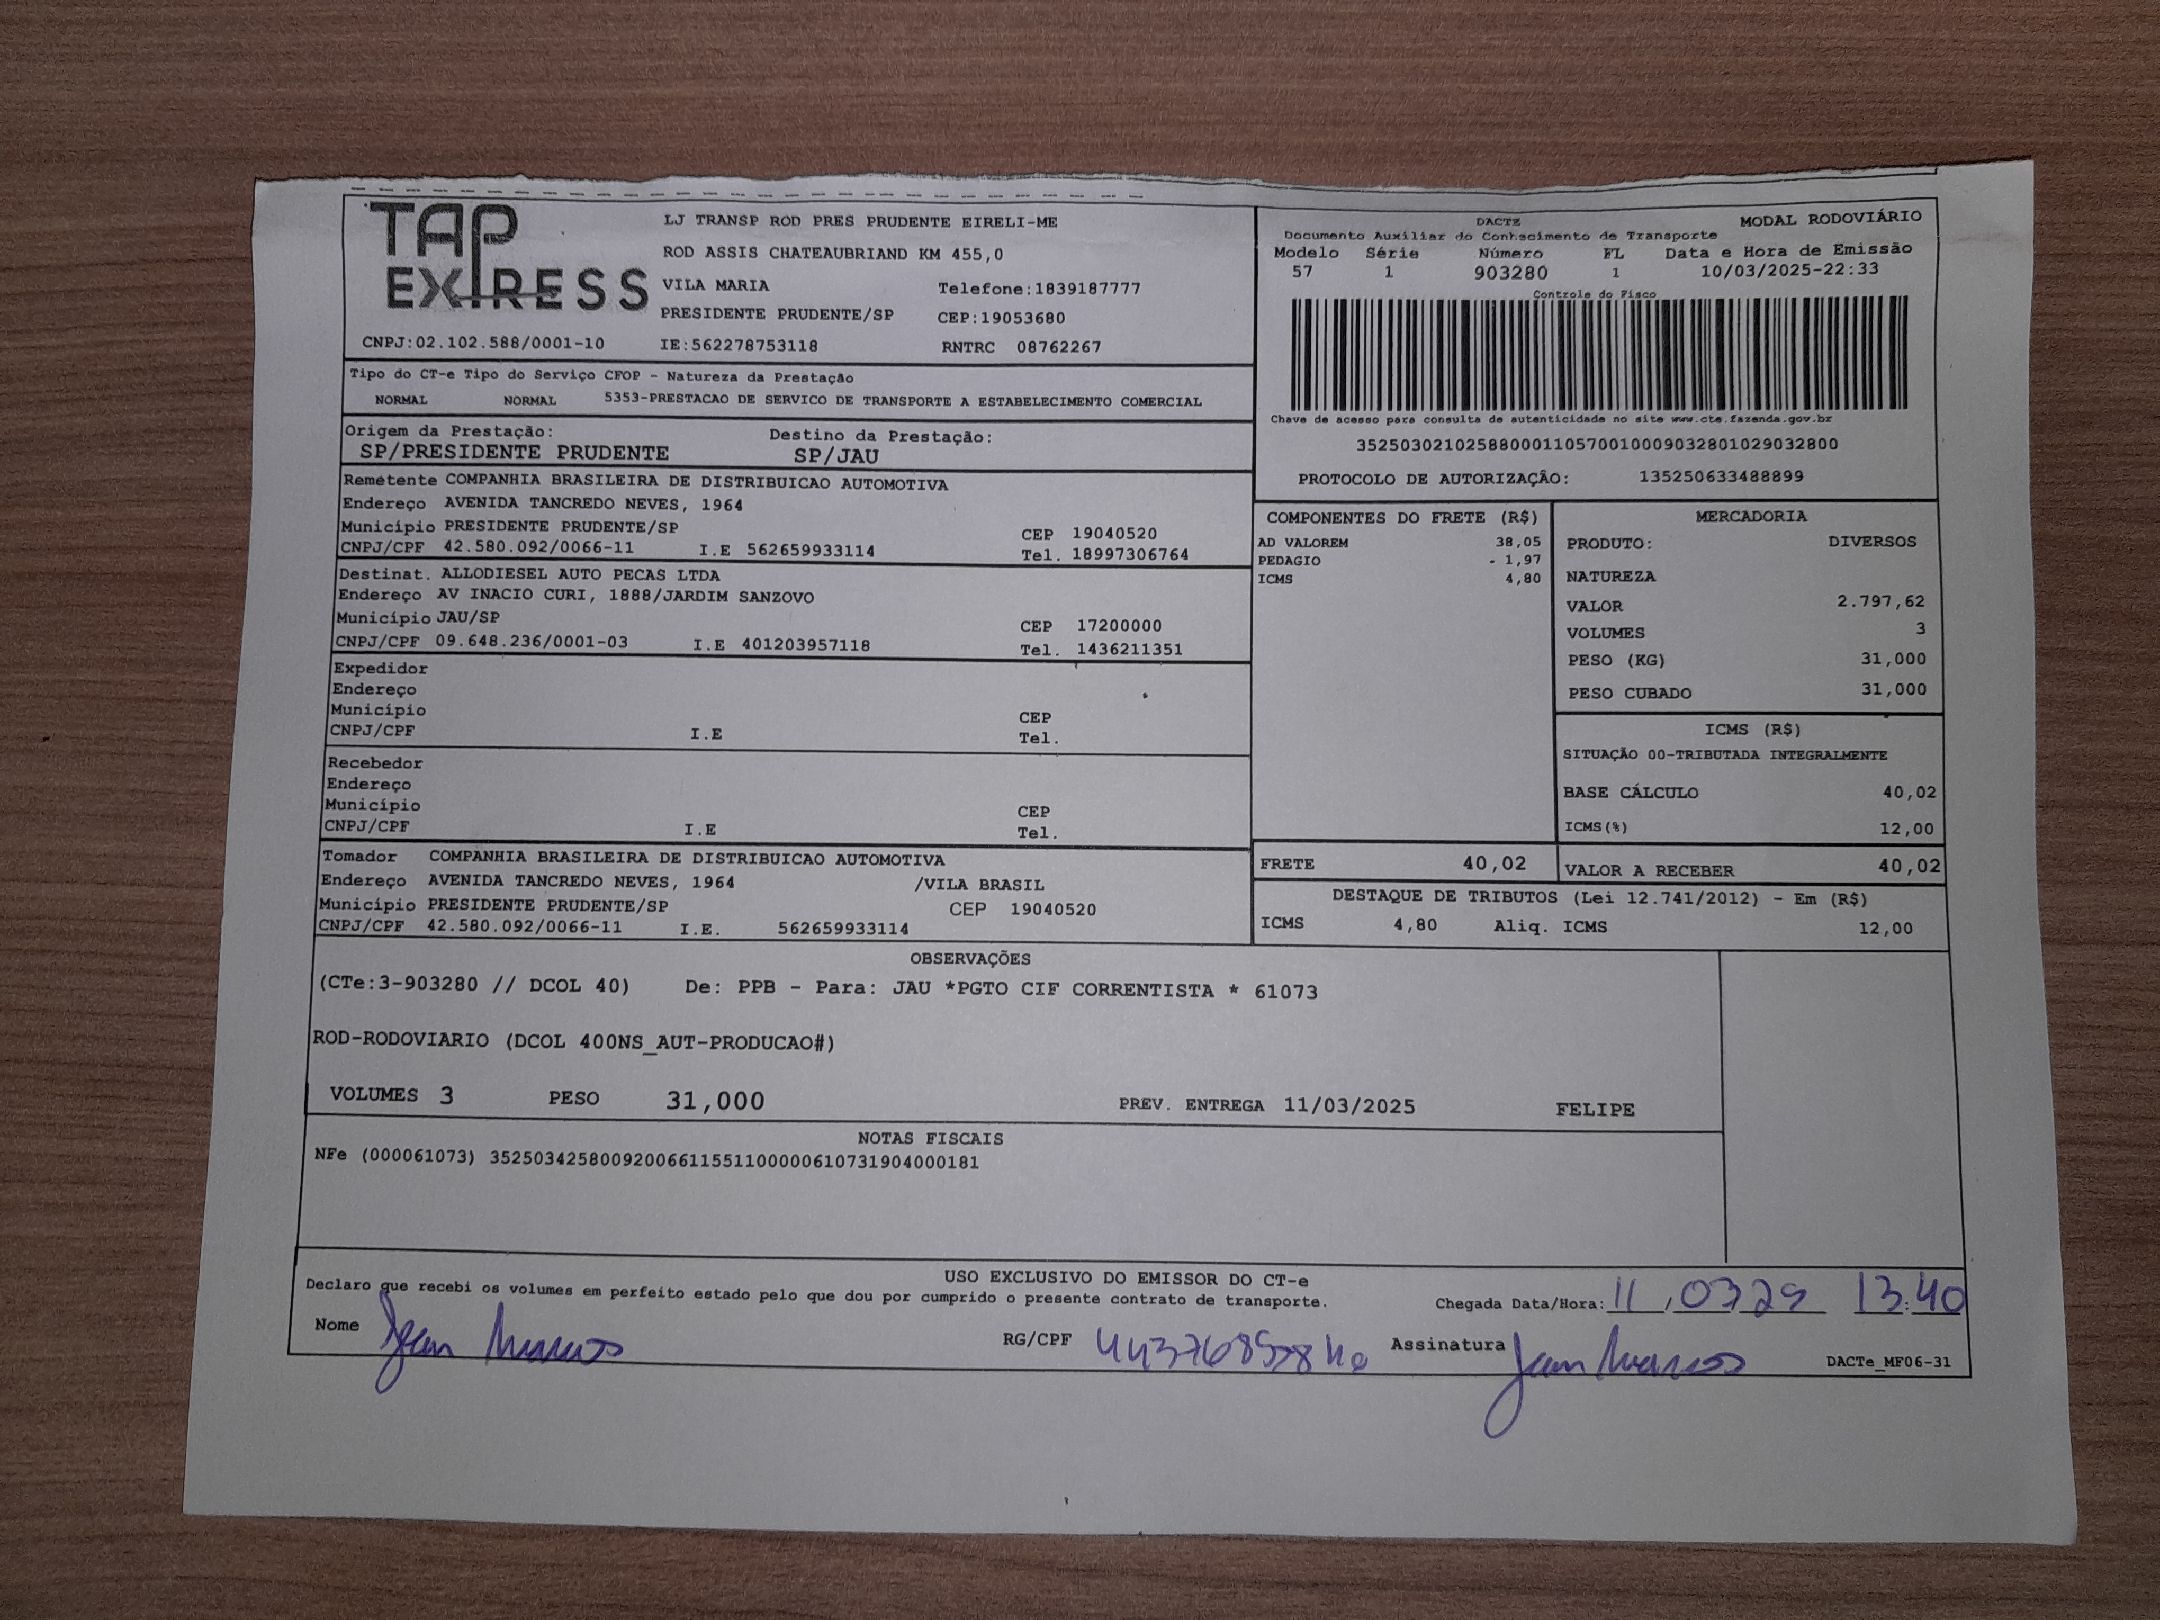 TAP
EXPRESS
LJ TRANSP ROD PRES PRUDENTE EIRELI-ME
ROD ASSIS CHATEAUBRIAND KM 455,0
VILA MARIA Telefone:1839187777
PRESIDENTE PRUDENTE/SP CEP:19053680
CNPJ:02.102.588/0001-10 IE:562278753118 RNTRC 08762267
DACTE MODAL RODOVIÁRIO
Documento Auxiliar do Conhecimento de Transporte
Modelo Série Número FL Data e Hora de Emissão
57 1 903280 1 10/03/2025-22:33
Controle do Fisco
Chave de acesso para consulta de autenticidade no site www.cte.fazenda.gov.br
35250302102588000110570010009032801029032800
PROTOCOLO DE AUTORIZAÇÂO: 135250633488899
Tipo do CT-e Tipo do Serviço CFOP - Natureza da Prestação
NORMAL NORMAL 5353-PRESTACAO DE SERVICO DE TRANSPORTE A ESTABELECIMENTO COMERCIAL
Origem da Prestação: Destino da Prestação:
SP/PRESIDENTE PRUDENTE SP/JAU
Remetente COMPANHIA BRASILEIRA DE DISTRIBUICAO AUTOMOTIVA
Endereço AVENIDA TANCREDO NEVES, 1964
Município PRESIDENTE PRUDENTE/SP CEP 19040520
CNPJ/CPF 42.580.092/0066-11 I.E 562659933114 Tel. 18997306764
Destinat. ALLODIESEL AUTO PECAS LTDA
Endereço AV INACIO CURI, 1888/JARDIM SANZOVO
Município JAU/SP CEP 17200000
CNPJ/CPF 09.648.236/0001-03 I.E 401203957118 Tel. 1436211351
Expedidor
Endereço
Município CEP
CNPJ/CPF I.E Tel.
Recebedor
Endereço
Município CEP
CNPJ/CPF I.E Tel.
Tomador COMPANHIA BRASILEIRA DE DISTRIBUICAO AUTOMOTIVA
Endereço AVENIDA TANCREDO NEVES, 1964 /VILA BRASIL
Município PRESIDENTE PRUDENTE/SP CEP 19040520
CNPJ/CPF 42.580.092/0066-11 I.E. 562659933114
COMPONENTES DO FRETE (R$)
AD VALOREM 38,05
PEDAGIO - 1,97
ICMS 4,80
MERCADORIA
PRODUTO: DIVERSOS
NATUREZA
VALOR 2.797,62
VOLUMES 3
PESO (KG) 31,000
PESO CUBADO 31,000
ICMS (R$)
SITUAÇÃO 00-TRIBUTADA INTEGRALMENTE
BASE CÁLCULO 40,02
ICMS(%) 12,00
FRETE 40,02 VALOR A RECEBER 40,02
DESTAQUE DE TRIBUTOS (Lei 12.741/2012) - Em (R$)
ICMS 4,80 Aliq. ICMS 12,00
OBSERVAÇÕES
(CTe:3-903280 // DCOL 40) De: PPB - Para: JAU *PGTO CIF CORRENTISTA * 61073
ROD-RODOVIARIO (DCOL 400NS_AUT-PRODUCAO#)
VOLUMES 3 PESO 31,000 PREV. ENTREGA 11/03/2025 FELIPE
NOTAS FISCAIS
NFe (000061073) 35250342580092006611551100000610731904000181
USO EXCLUSIVO DO EMISSOR DO CT-e
Declaro que recebi os volumes em perfeito estado pelo que dou por cumprido o presente contrato de transporte.
Chegada Data/Hora: 11 , 03 25 13:40
Nome Jean Marcos RG/CPF Assinatura Jean Marcos DACTe_MF06-31